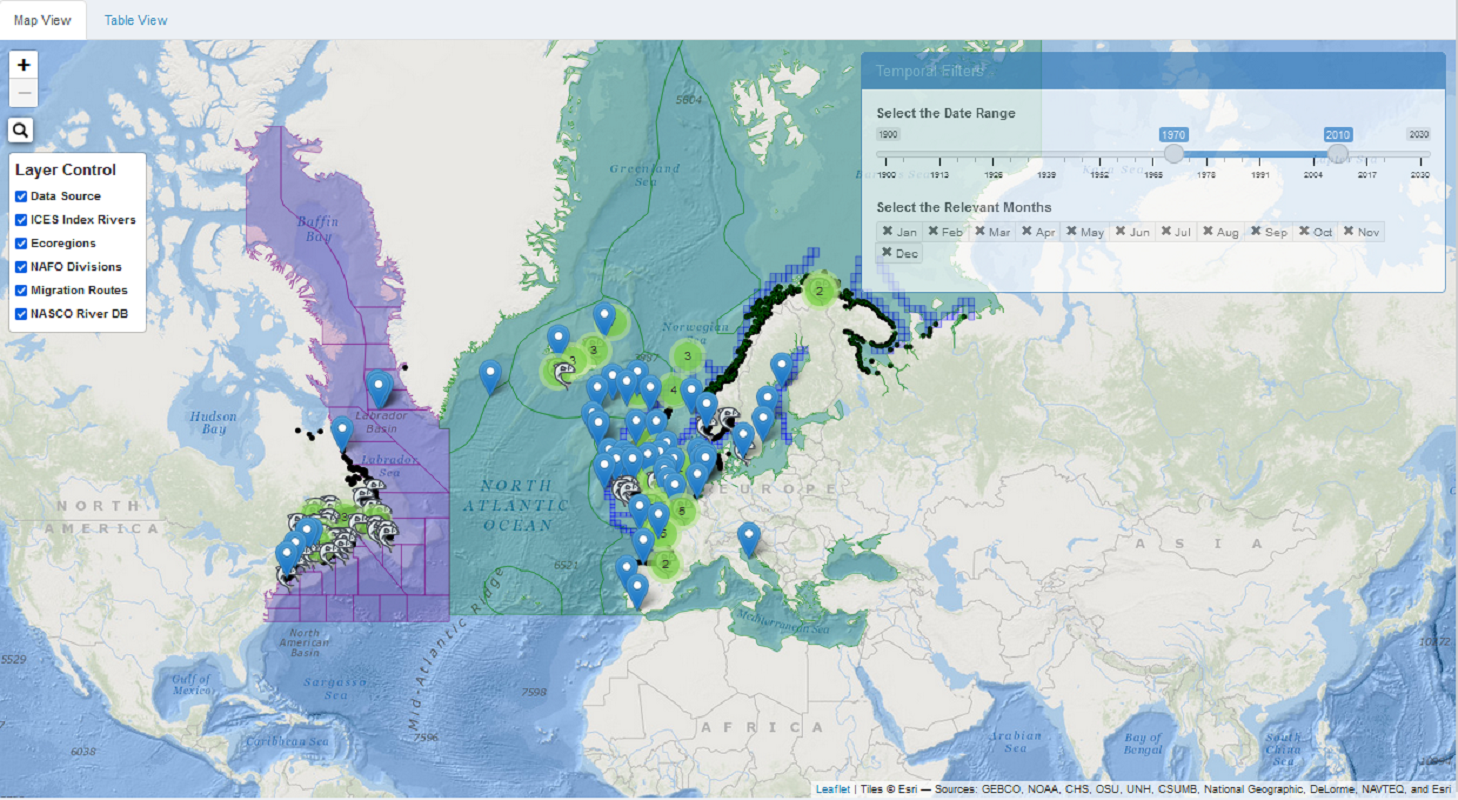 Map View
Table View
+
−
Layer Control
Data Source
ICES Index Rivers
Ecoregions
NAFO Divisions
Migration Routes
NASCO River DB
Temporal Filters
Select the Date Range
1900
1970
2010
2030
1900 1913 1926 1939 1952 1965 1978 1991 2004 2017 2030
Select the Relevant Months
Jan Feb Mar Apr May Jun Jul Aug Sep Oct Nov
Dec
5604
Greenland
Sea
Baffin
Bay
Norwegian
2
3
3
3
4
Hudson
Bay
Labrador
Basin
Labrador
Sea
NORTH
AMERICA
NORTH
ATLANTIC
OCEAN
EUROPE
ASIA
5
2
6521
Mid-Atlantic Ridge
Mediterranean Sea
North
American
Basin
5529
Gulf of
Mexico
Sargasso
Sea
7598
7596
6038
Caribbean Sea
AFRICA
Arabian
Sea
Bay of
Bengal
South
China
Sea
Leaflet | Tiles © Esri — Sources: GEBCO, NOAA, CHS, OSU, UNH, CSUMB, National Geographic, DeLorme, NAVTEQ, and Esri